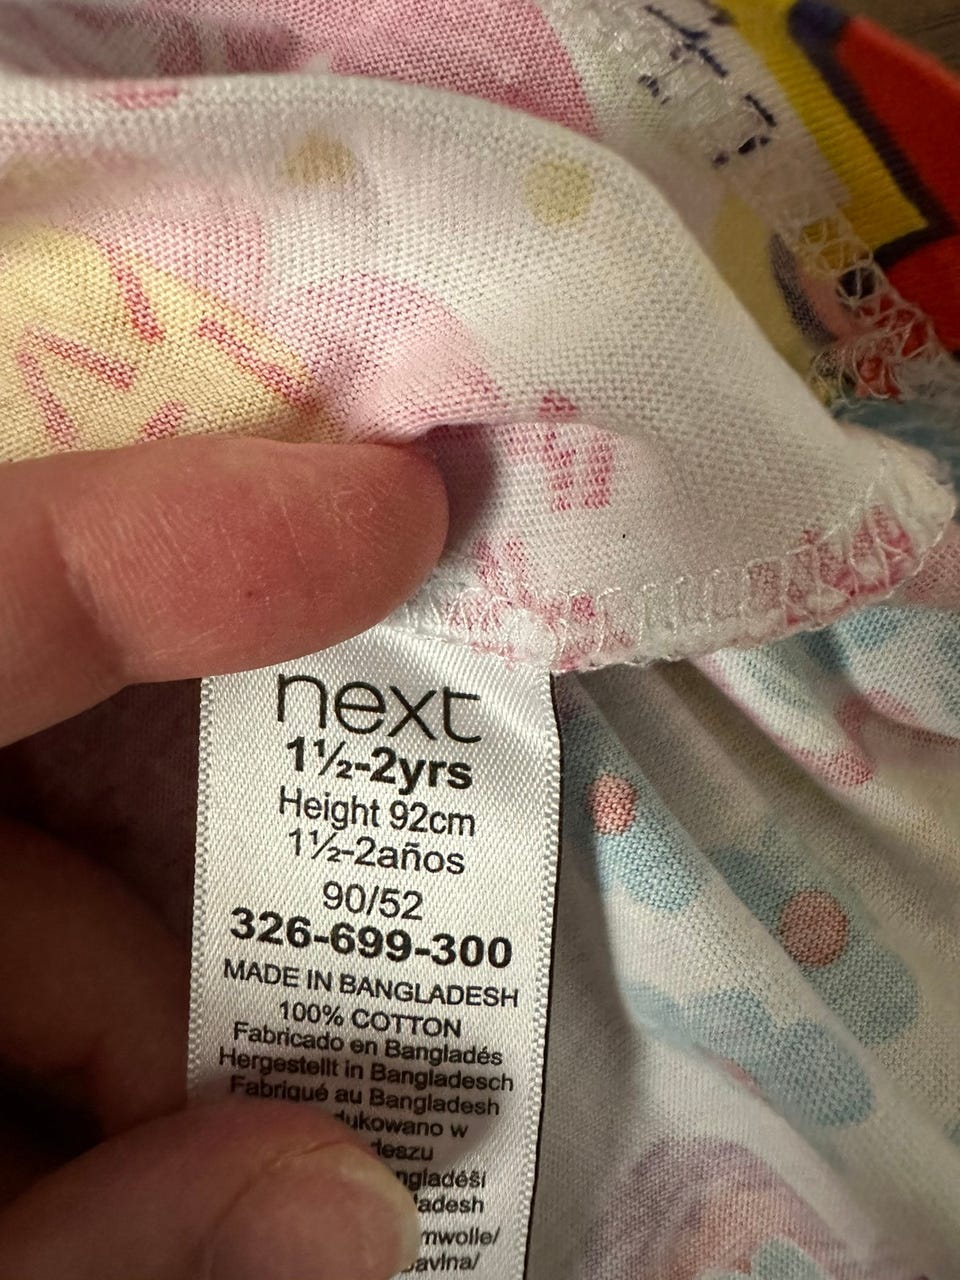 next
1½-2yrs
Height 92cm
1½-2años
90/52
326-699-300
MADE IN BANGLADESH
100% COTTON
Fabricado en Bangladés
Hergestellt in Bangladesch
Fabriqué au Bangladesh
w